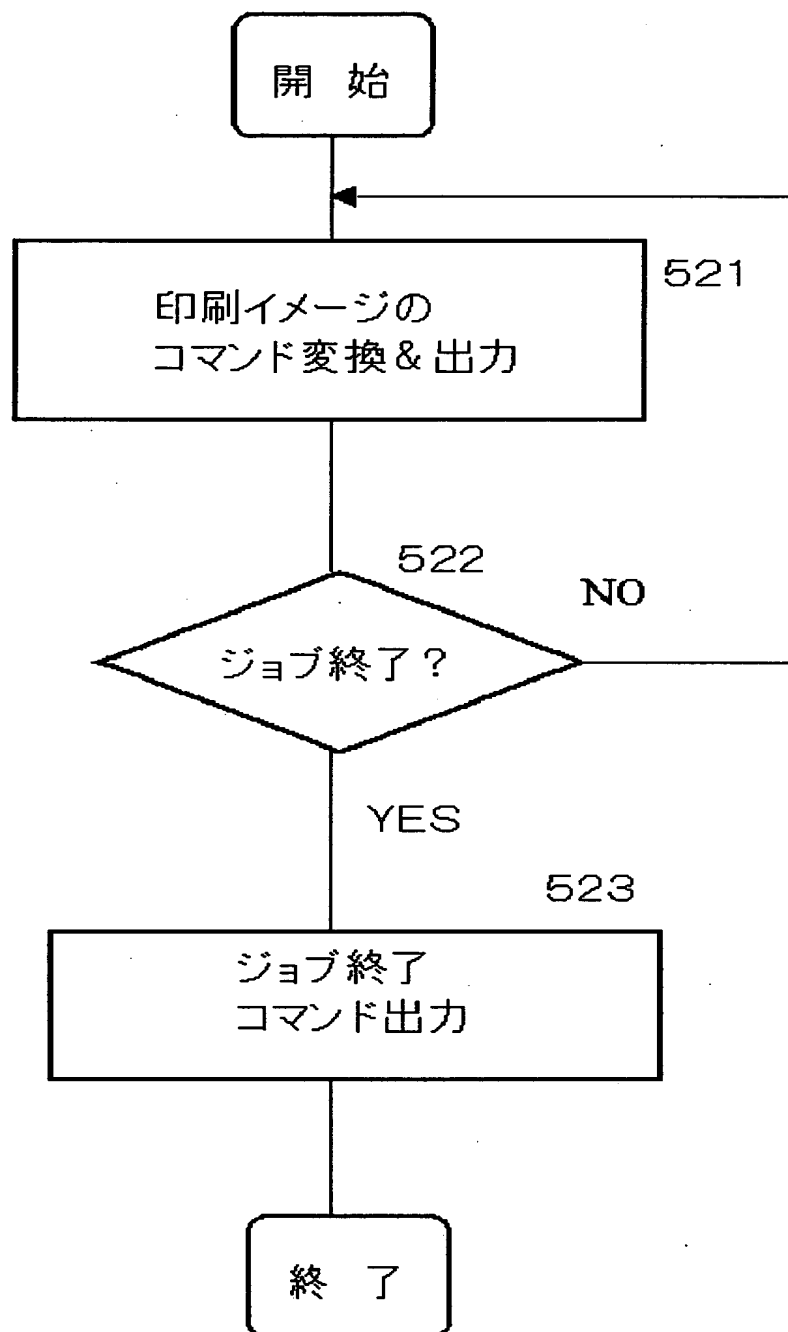 開 始
521
印刷イメージの
コマンド変換＆出力
522
NO
ジョブ終了？
YES
523
ジョブ終了
コマンド出力
終 了